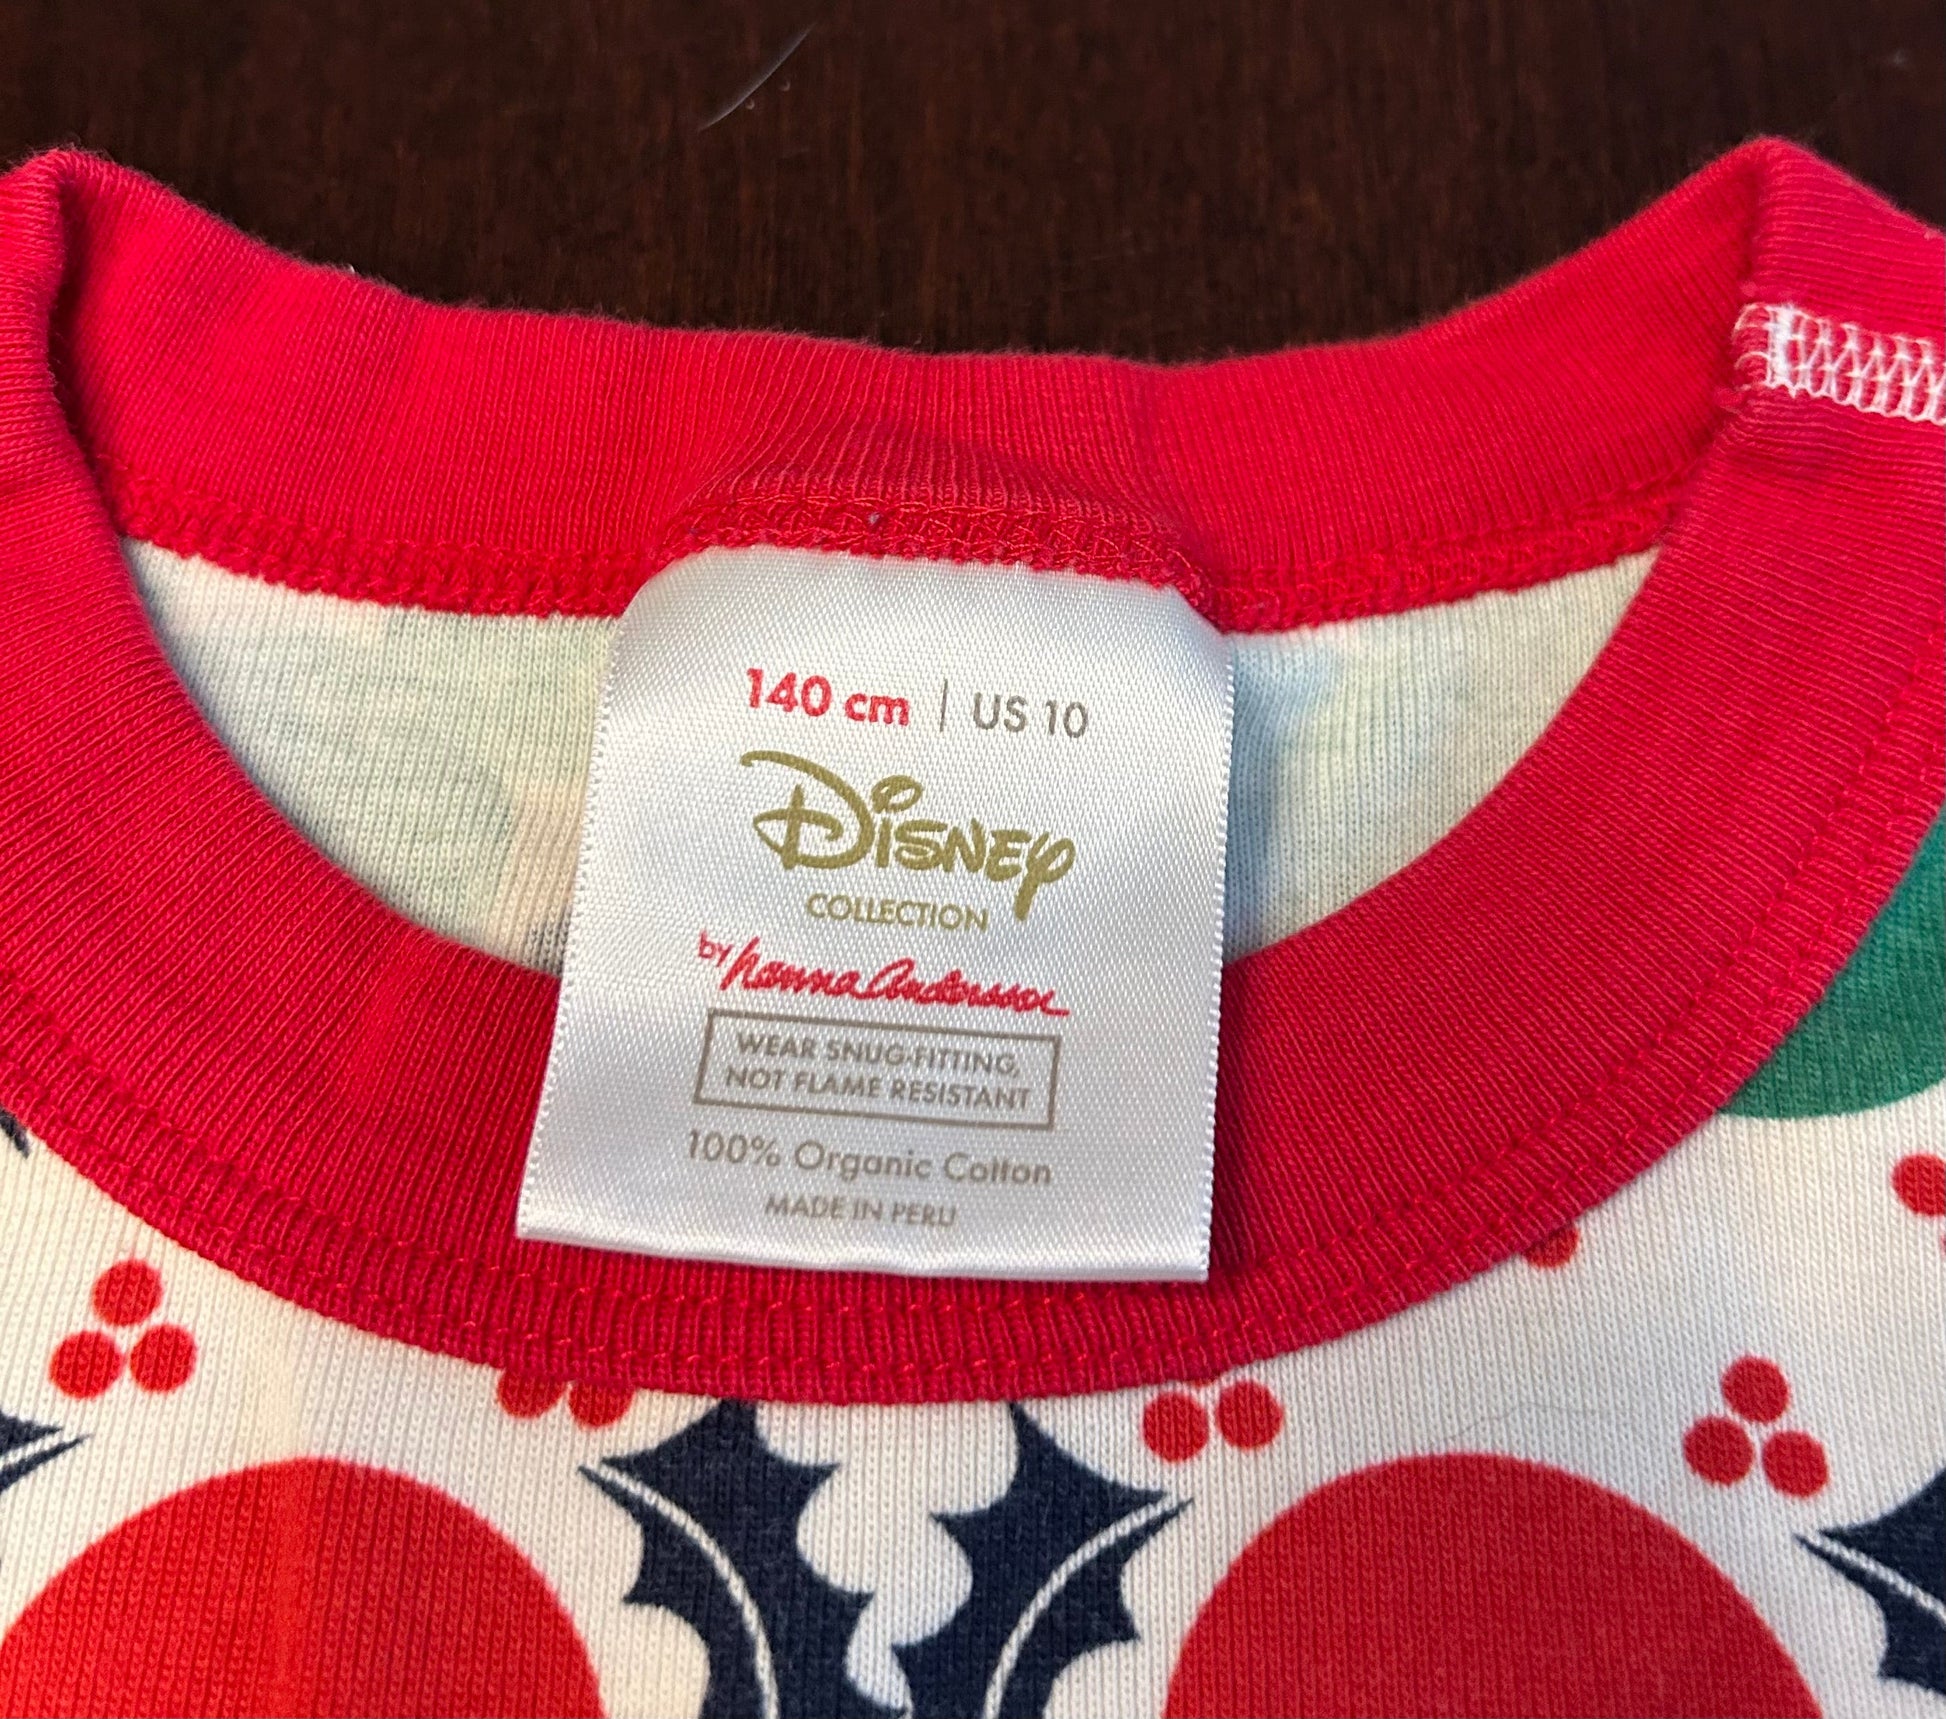 140 cm | US 10
Disney
COLLECTION
by hanna Andersson
WEAR SNUG-FITTING,
NOT FLAME RESISTANT
100% Organic Cotton
MADE IN PERU